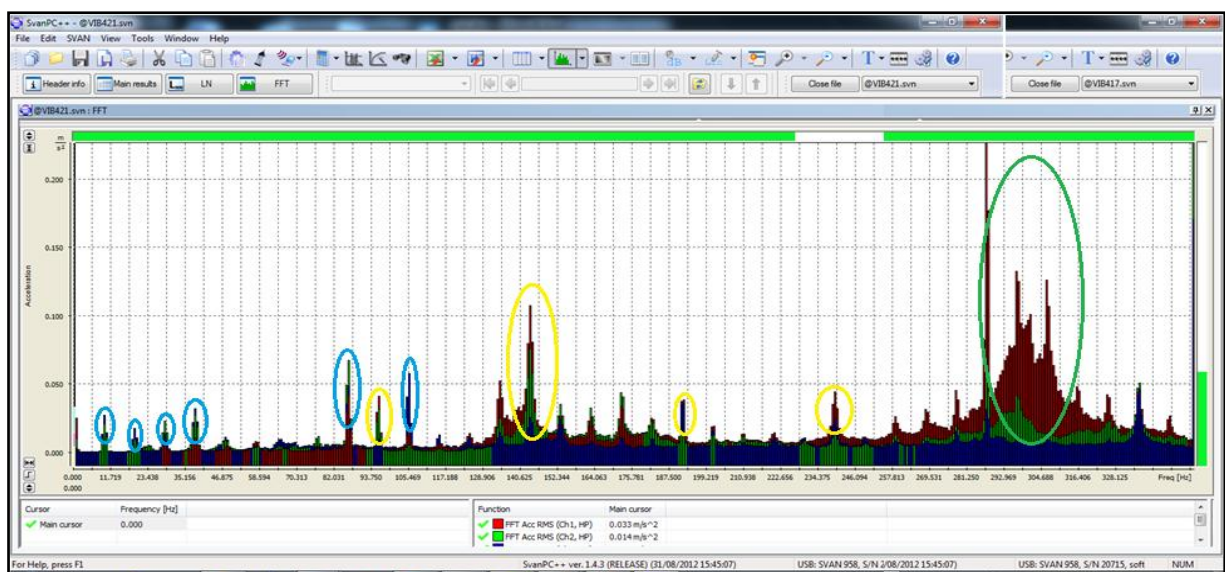 SvanPC++ - @VIB421.svn
File Edit SVAN View Tools Window Help
Header info Main results LN FFT Close file @VIB421.svn Close file @VIB417.svn
@VIB421.svn : FFT
m
s²
0.200
0.150
Acceleration
0.100
0.050
0.000
0.000 11.719 23.438 35.156 46.875 58.594 70.313 82.031 93.750 105.469 117.188 128.906 140.625 152.344 164.063 175.781 187.500 199.219 210.938 222.656 234.375 246.094 257.813 269.531 281.250 292.969 304.688 316.406 328.125 Freq [Hz]
0.000
Cursor Frequency [Hz] Function Main cursor
Main cursor 0.000 FFT Acc RMS (Ch1, HP) 0.033 m/s^2
FFT Acc RMS (Ch2, HP) 0.014 m/s^2
For Help, press F1 SvanPC++ ver. 1.4.3 (RELEASE) (31/08/2012 15:45:07) USB: SVAN 958, S/N 2/08/2012 15:45:07) USB: SVAN 958, S/N 20715, soft NUM